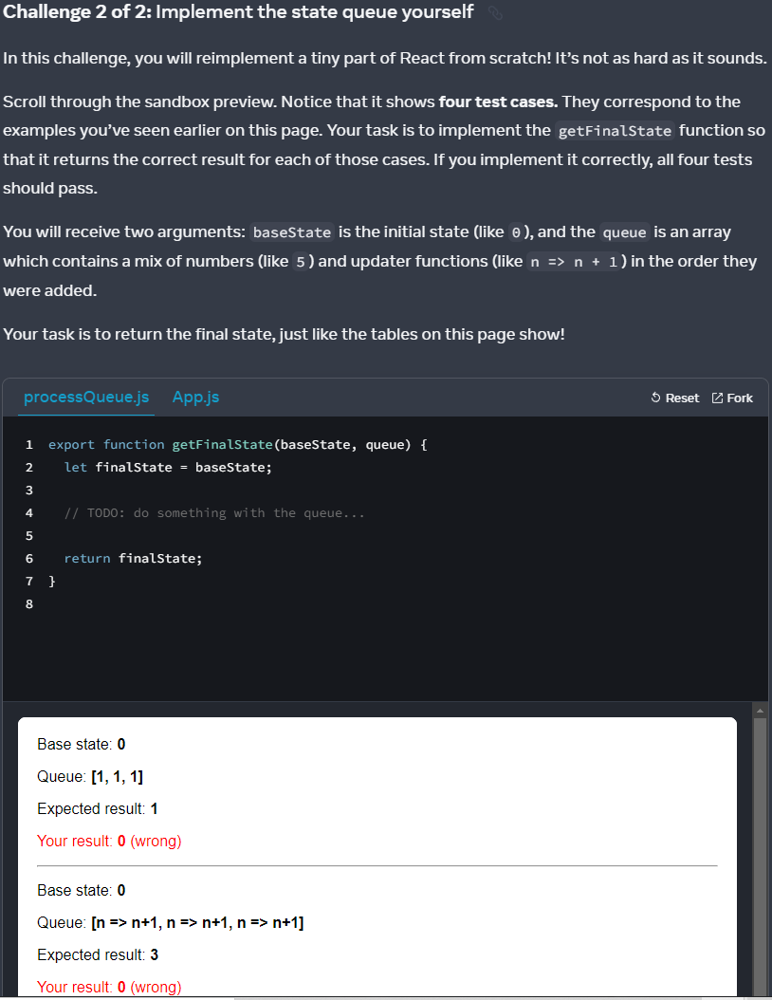 Challenge 2 of 2: Implement the state queue yourself
In this challenge, you will reimplement a tiny part of React from scratch! It’s not as hard as it sounds.
Scroll through the sandbox preview. Notice that it shows four test cases. They correspond to the
examples you’ve seen earlier on this page. Your task is to implement the getFinalState function so
that it returns the correct result for each of those cases. If you implement it correctly, all four tests
should pass.
You will receive two arguments: baseState is the initial state (like 0), and the queue is an array
which contains a mix of numbers (like 5) and updater functions (like n => n + 1) in the order they
were added.
Your task is to return the final state, just like the tables on this page show!
processQueue.js App.js Reset Fork
1 export function getFinalState(baseState, queue) {
2 let finalState = baseState;
3
4 // TODO: do something with the queue...
5
6 return finalState;
7 }
8
Base state: 0
Queue: [1, 1, 1]
Expected result: 1
Your result: 0 (wrong)
Base state: 0
Queue: [n => n+1, n => n+1, n => n+1]
Expected result: 3
Your result: 0 (wrong)